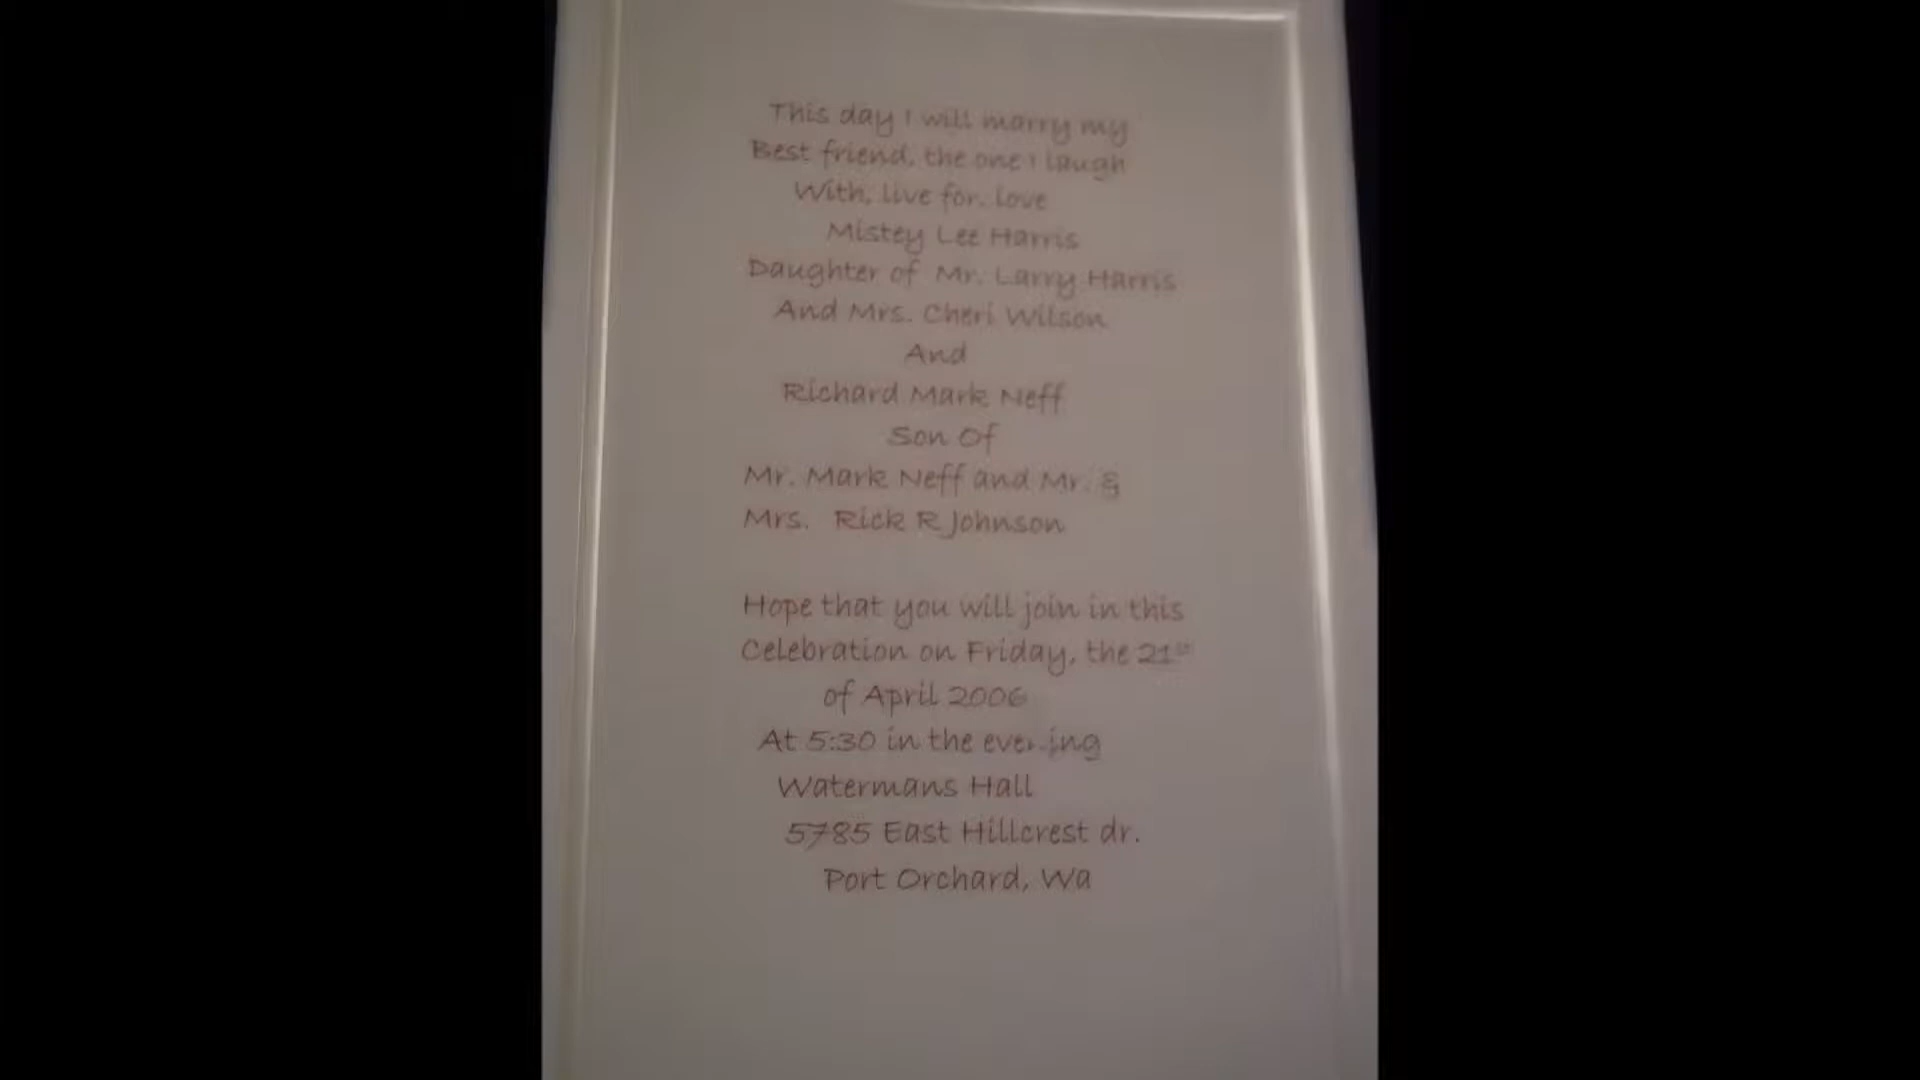 This day I will marry my
Best friend, the one I laugh
With, live for, love
Mistey Lee Harris
Daughter of Mr. Larry Harris
And Mrs. Cheri Wilson
And
Richard Mark Neff
Son Of
Mr. Mark Neff and Mr. &
Mrs. Rick R Johnson
Hope that you will join in this
Celebration on Friday, the 21st
of April 2006
At 5:30 in the evening
Watermans Hall
5785 East Hillcrest dr.
Port Orchard, Wa